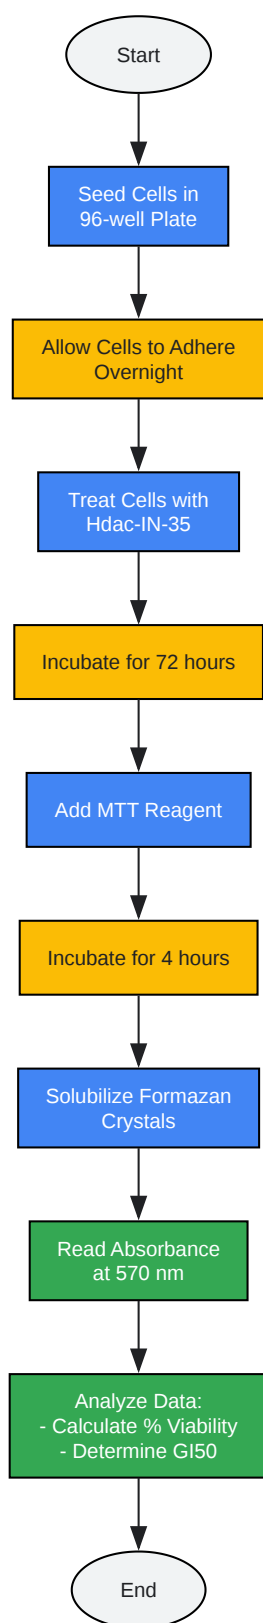 Start
Seed Cells in
96-well Plate
Allow Cells to Adhere
Overnight
Treat Cells with
Hdac-IN-35
Incubate for 72 hours
Add MTT Reagent
Incubate for 4 hours
Solubilize Formazan
Crystals
Read Absorbance
at 570 nm
Analyze Data:
- Calculate % Viability
- Determine GI50
End